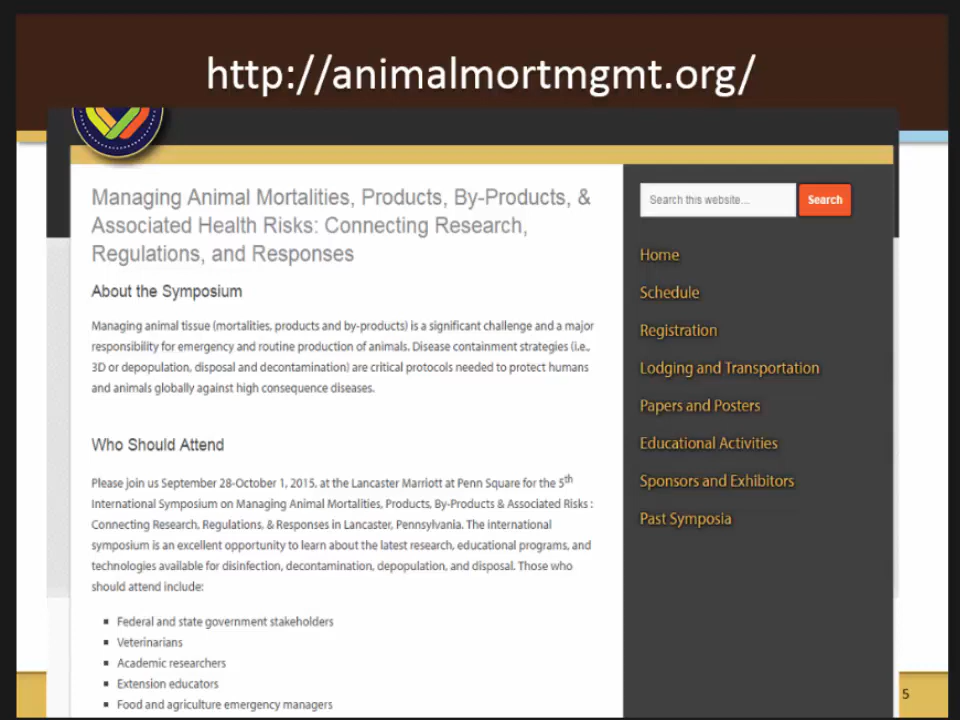 http://animalmortmgmt.org/
Managing Animal Mortalities, Products, By-Products, &
Associated Health Risks: Connecting Research,
Regulations, and Responses
About the Symposium
Managing animal tissue (mortalities, products and by-products) is a significant challenge and a major
responsibility for emergency and routine production of animals. Disease containment strategies (i.e.,
3D or depopulation, disposal and decontamination) are critical protocols needed to protect humans
and animals globally against high consequence diseases.
Who Should Attend
Please join us September 28-October 1, 2015, at the Lancaster Marriott at Penn Square for the 5th
International Symposium on Managing Animal Mortalities, Products, By-Products & Associated Risks :
Connecting Research, Regulations, & Responses in Lancaster, Pennsylvania. The international
symposium is an excellent opportunity to learn about the latest research, educational programs, and
technologies available for disinfection, decontamination, depopulation, and disposal. Those who
should attend include:
Federal and state government stakeholders
Veterinarians
Academic researchers
Extension educators
Food and agriculture emergency managers
Search this website... Search
Home
Schedule
Registration
Lodging and Transportation
Papers and Posters
Educational Activities
Sponsors and Exhibitors
Past Symposia
5